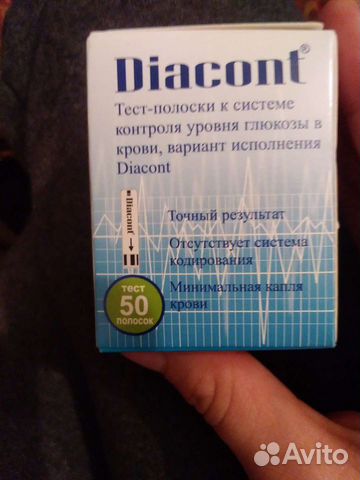 Diacont®
Тест-полоски к системе
контроля уровня глюкозы в
крови, вариант исполнения
Diacont
Diacont
Точный результат
Отсутствует система
кодирования
Минимальная капля
крови
тест
50
полосок
Avito